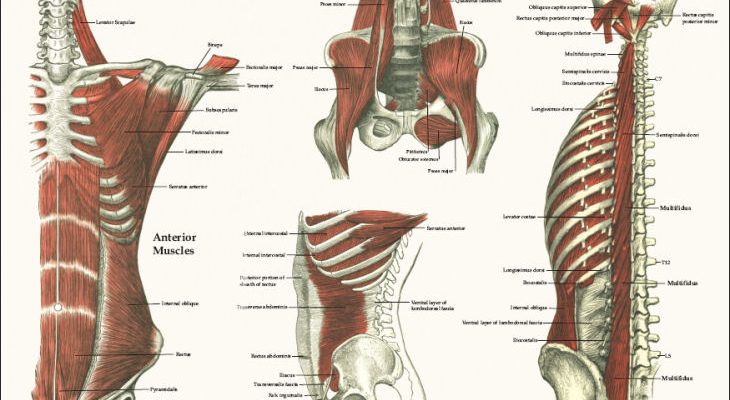 Levator Scapulae
Biceps
Pectoralis major
Teres major
Pectoralis minor
Latissimus dorsi
Serratus anterior
Anterior
Muscles
Internal oblique
Rectus
Pyramidalis
Psoas minor
Iliacus
Psoas major
Iliacus
Piriformis
Obturator externus
Psoas major
External intercostal
Internal intercostal
Posterior portion of
sheath of rectus
Transversus abdominis
Rectus abdominis
Iliacus
Transversalis fascia
Serratus anterior
Ventral layer of
lumbodorsal fascia
Obliquus capitis superior
Rectus capitis posterior major
Obliquus capitis inferior
Rectus capitis
posterior minor
Multifidus spinae
Semispinalis cervicis
Iliocostalis cervicis
C7
Longissimus dorsi
Semispinalis dorsi
Levator costae
Multifidus
T12
Longissimus dorsi
Iliocostalis
Multifidus
Internal oblique
Ventral layer of lumbodorsal fascia
Iliocostalis
L5
Multifidus